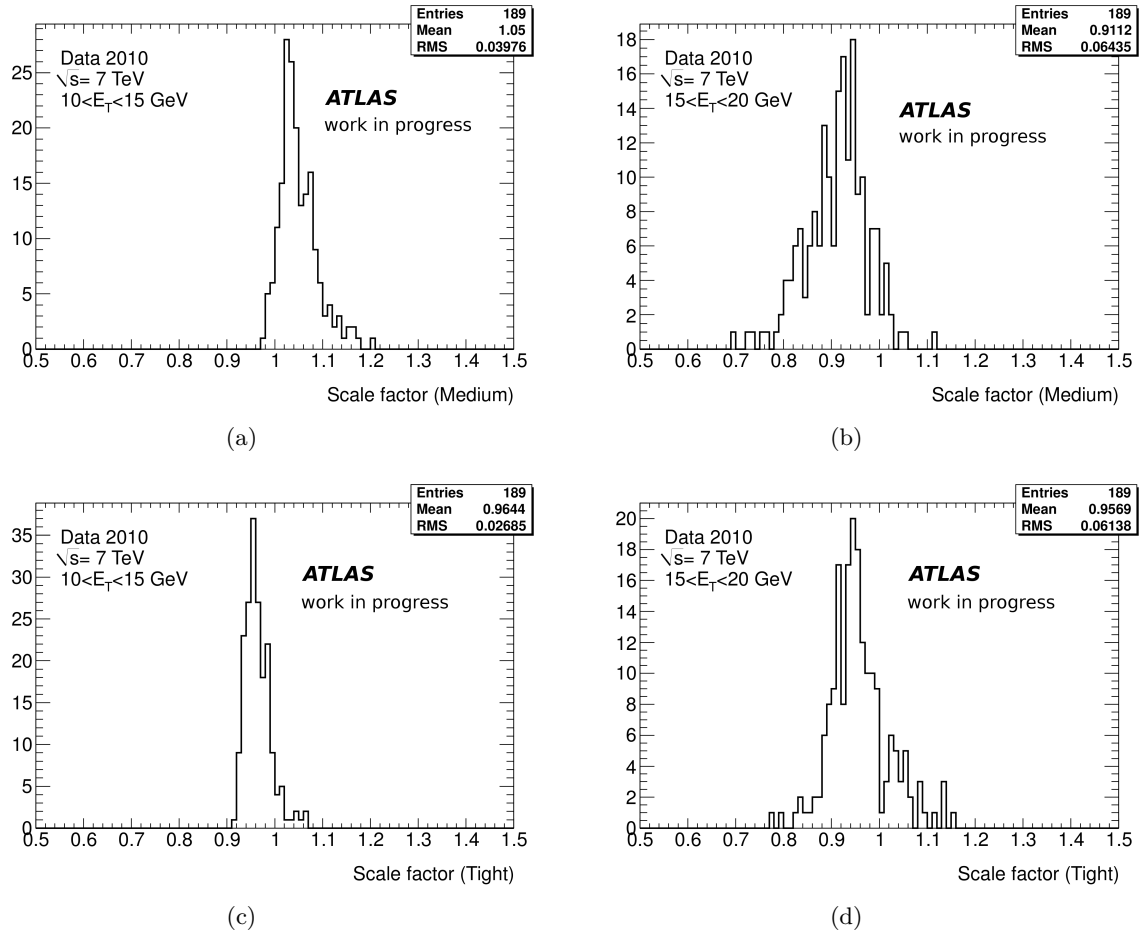 Entries 189
Mean 1.05
RMS 0.03976
Data 2010
√s= 7 TeV
10<E_T<15 GeV
ATLAS
work in progress
25
20
15
10
5
0
0.5 0.6 0.7 0.8 0.9 1 1.1 1.2 1.3 1.4 1.5
Scale factor (Medium)
(a)
Entries 189
Mean 0.9112
RMS 0.06435
Data 2010
√s= 7 TeV
15<E_T<20 GeV
ATLAS
work in progress
18
16
14
12
10
8
6
4
2
0
0.5 0.6 0.7 0.8 0.9 1 1.1 1.2 1.3 1.4 1.5
Scale factor (Medium)
(b)
Entries 189
Mean 0.9644
RMS 0.02685
Data 2010
√s= 7 TeV
10<E_T<15 GeV
ATLAS
work in progress
35
30
25
20
15
10
5
0
0.5 0.6 0.7 0.8 0.9 1 1.1 1.2 1.3 1.4 1.5
Scale factor (Tight)
(c)
Entries 189
Mean 0.9569
RMS 0.06138
Data 2010
√s= 7 TeV
15<E_T<20 GeV
ATLAS
work in progress
20
18
16
14
12
10
8
6
4
2
0
0.5 0.6 0.7 0.8 0.9 1 1.1 1.2 1.3 1.4 1.5
Scale factor (Tight)
(d)